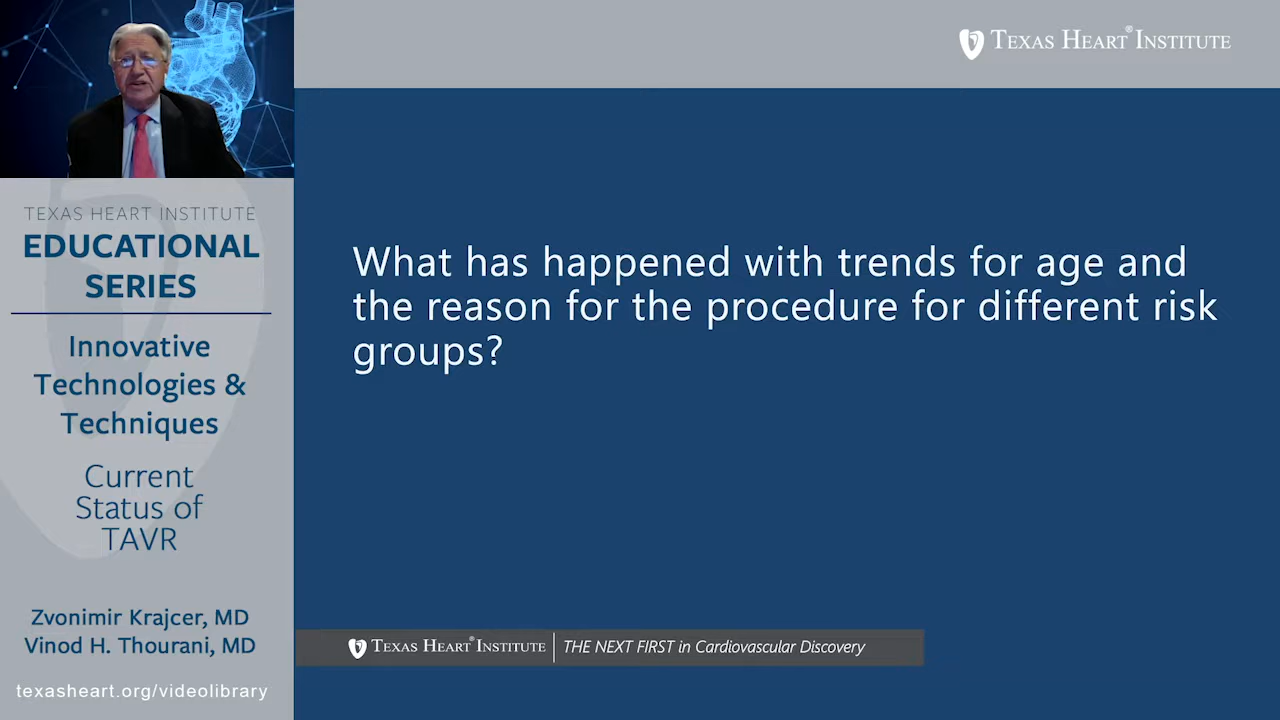 TEXAS HEART® INSTITUTE
TEXAS HEART INSTITUTE
EDUCATIONAL
SERIES
Innovative
Technologies &
Techniques
Current
Status of
TAVR
Zvonimir Krajcer, MD
Vinod H. Thourani, MD
texasheart.org/videolibrary
What has happened with trends for age and
the reason for the procedure for different risk
groups?
TEXAS HEART® INSTITUTE | THE NEXT FIRST in Cardiovascular Discovery